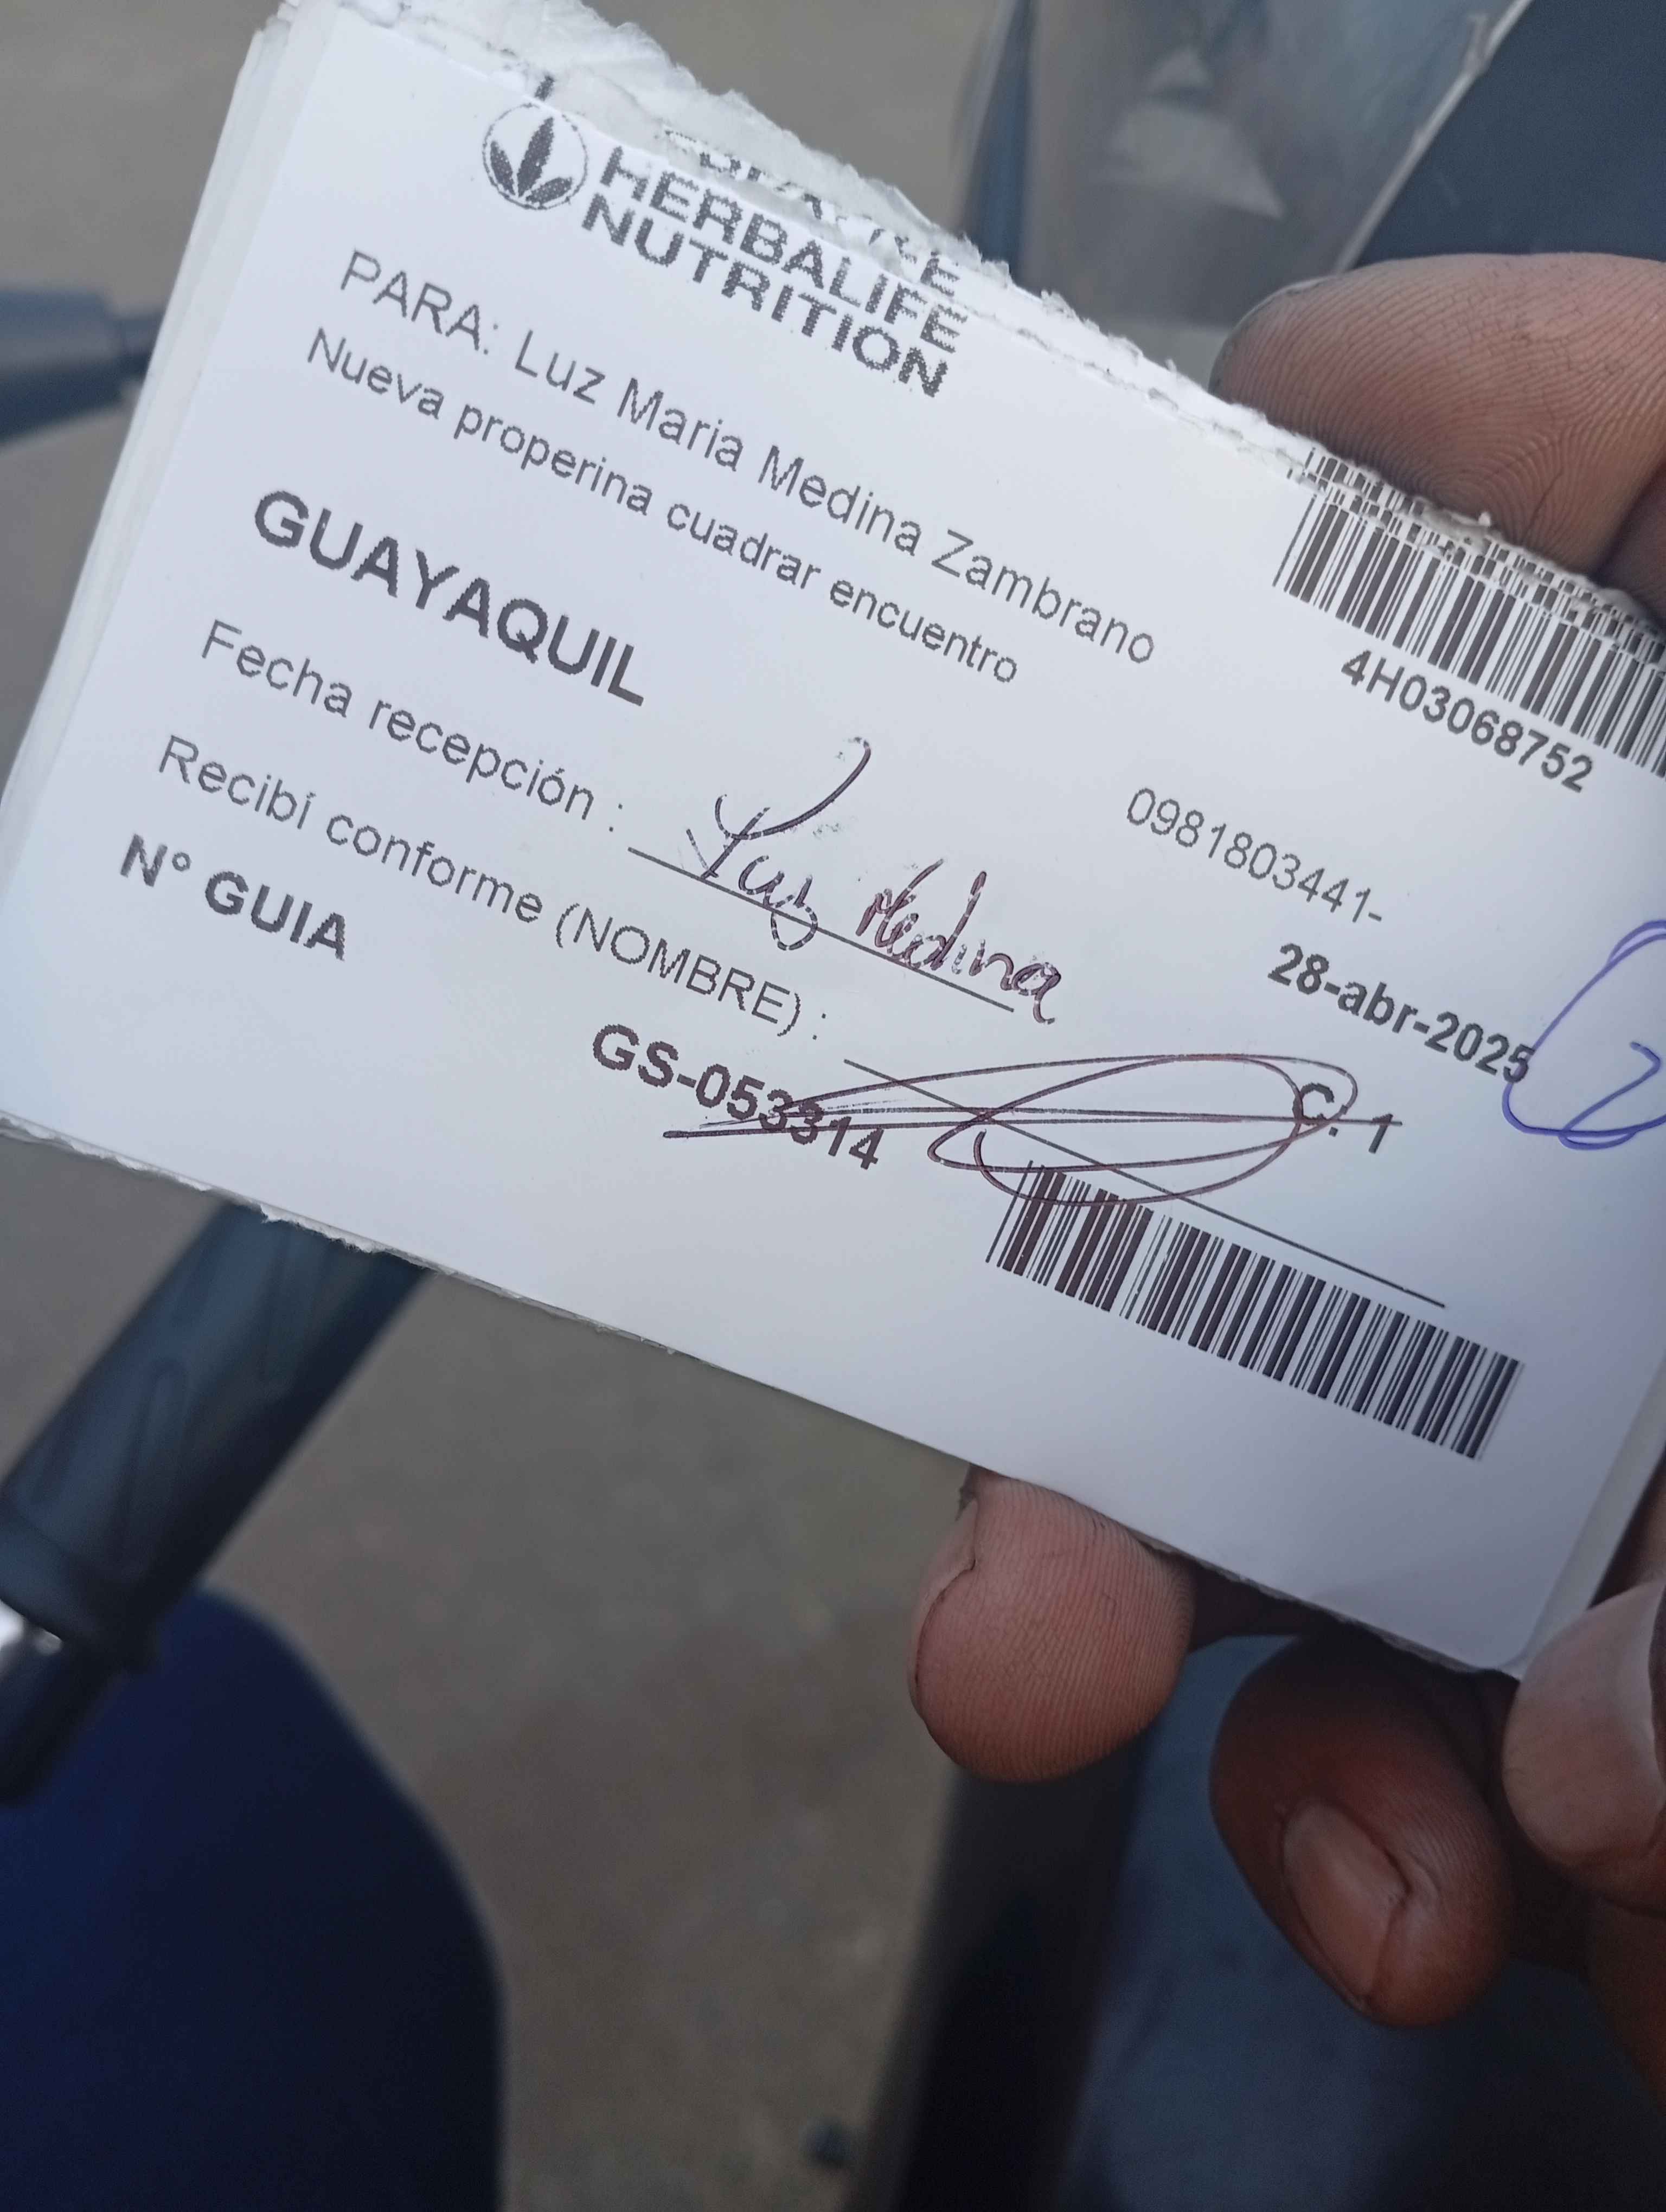 HERBALIFE
NUTRITION
4H03068752
PARA: Luz Maria Medina Zambrano
Nueva properina cuadrar encuentro
0981803441-
GUAYAQUIL
28-abr-2025
Fecha recepción : Luz Medina
Recibí conforme (NOMBRE) :
C. 1
N° GUIA GS-053314